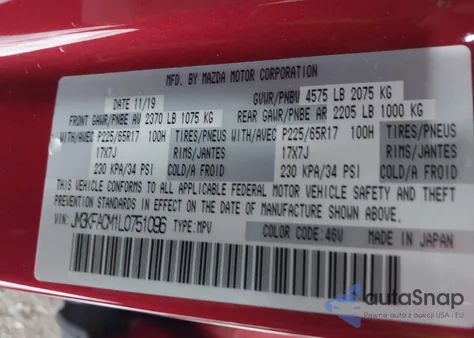 MFD. BY MAZDA MOTOR CORPORATION
DATE 11/19 GVWR/PNBV 4575 LB 2075 KG
FRONT GAWR/PNBE AV 2370 LB 1075 KG REAR GAWR/PNBE AR 2205 LB 1000 KG
WITH/AVEC P225/65R17 100H TIRES/PNEUS WITH/AVEC P225/65R17 100H TIRES/PNEUS
17X7J RIMS/JANTES 17X7J RIMS/JANTES
230 KPA/34 PSI COLD/A FROID 230 KPA/34 PSI COLD/A FROID
THIS VEHICLE CONFORMS TO ALL APPLICABLE FEDERAL MOTOR VEHICLE SAFETY AND THEFT
PREVENTION STANDARDS IN EFFECT ON THE DATE OF MANUFACTURE SHOWN ABOVE.
VIN: JM3KFACM1L0751096 TYPE: MPV COLOR CODE: 46V MADE IN JAPAN
autoSnap
Pewne auta z aukcji USA - EU